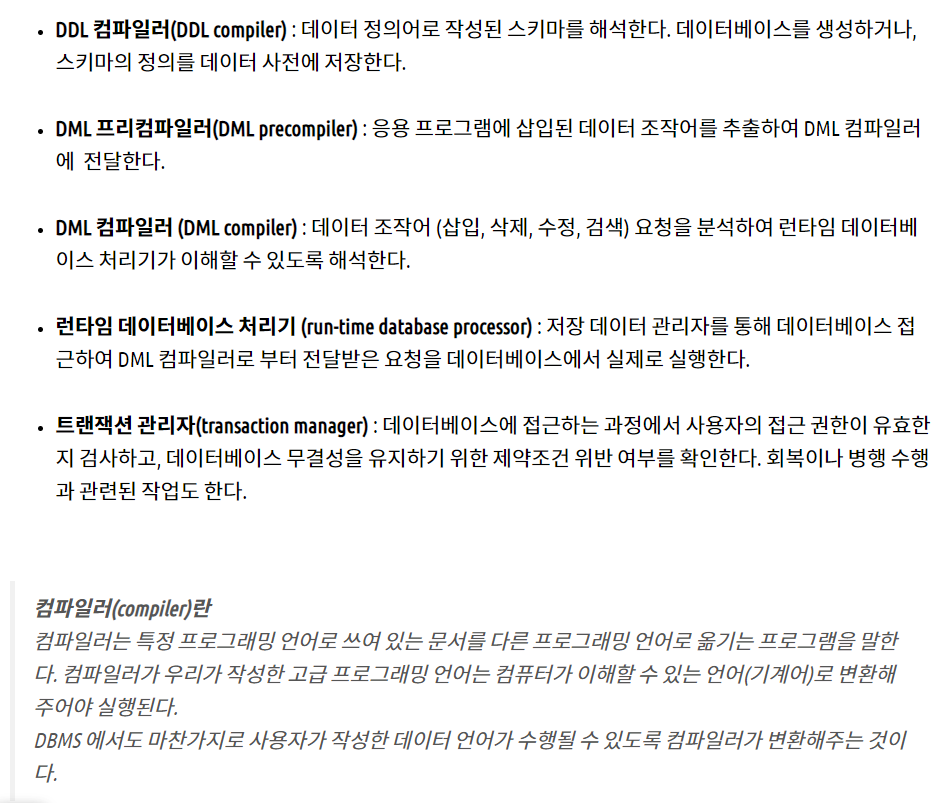 • DDL 컴파일러(DDL compiler) : 데이터 정의어로 작성된 스키마를 해석한다. 데이터베이스를 생성하거나,
스키마의 정의를 데이터 사전에 저장한다.
• DML 프리컴파일러(DML precompiler) : 응용 프로그램에 삽입된 데이터 조작어를 추출하여 DML 컴파일러
에 전달한다.
• DML 컴파일러 (DML compiler) : 데이터 조작어 (삽입, 삭제, 수정, 검색) 요청을 분석하여 런타임 데이터베
이스 처리기가 이해할 수 있도록 해석한다.
• 런타임 데이터베이스 처리기 (run-time database processor) : 저장 데이터 관리자를 통해 데이터베이스 접
근하여 DML 컴파일러로 부터 전달받은 요청을 데이터베이스에서 실제로 실행한다.
• 트랜잭션 관리자(transaction manager) : 데이터베이스에 접근하는 과정에서 사용자의 접근 권한이 유효한
지 검사하고, 데이터베이스 무결성을 유지하기 위한 제약조건 위반 여부를 확인한다. 회복이나 병행 수행
과 관련된 작업도 한다.
컴파일러(compiler)란
컴파일러는 특정 프로그래밍 언어로 쓰여 있는 문서를 다른 프로그래밍 언어로 옮기는 프로그램을 말한
다. 컴파일러가 우리가 작성한 고급 프로그래밍 언어는 컴퓨터가 이해할 수 있는 언어(기계어)로 변환해
주어야 실행된다.
DBMS 에서도 마찬가지로 사용자가 작성한 데이터 언어가 수행될 수 있도록 컴파일러가 변환해주는 것이
다.